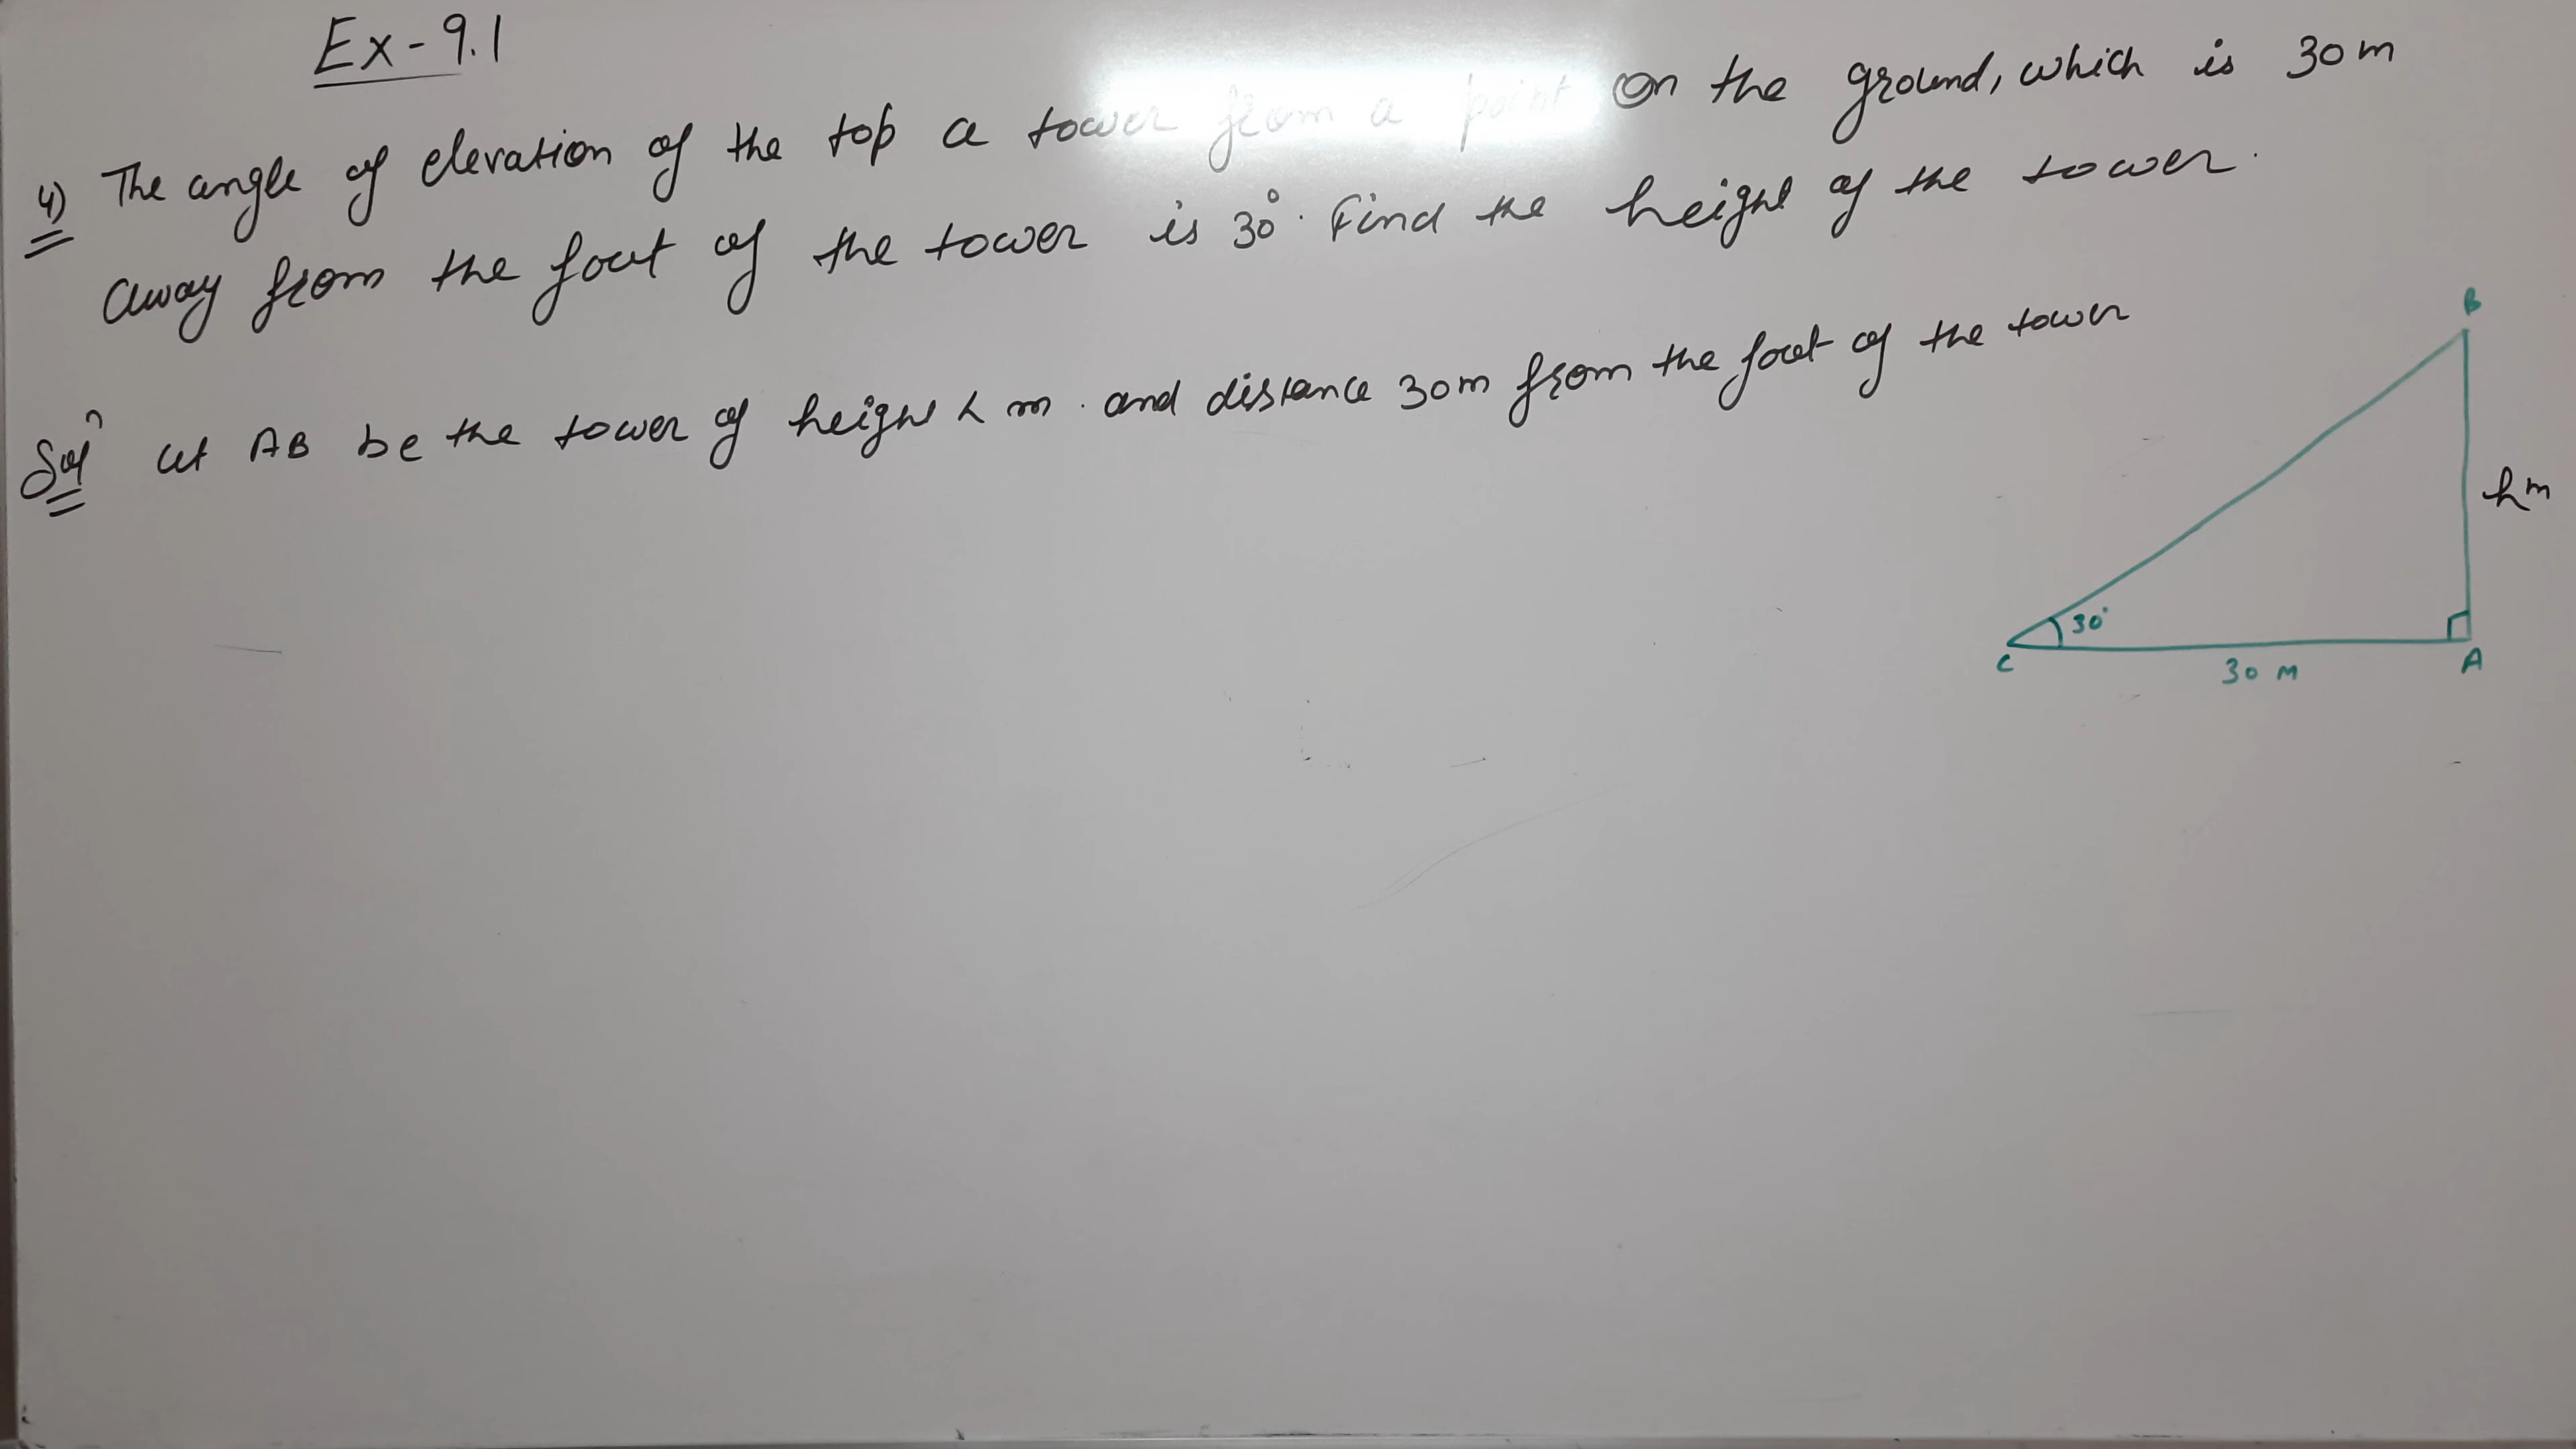 Ex-9.1
4) The angle of elevation of the top a tower from a point on the ground, which is 30 m
away from the foot of the tower is 30°. Find the height of the tower.
Solⁿ let AB be the tower of height h m. and distance 30m from the foot of the tower
B
h m
30°
C
30 M
A